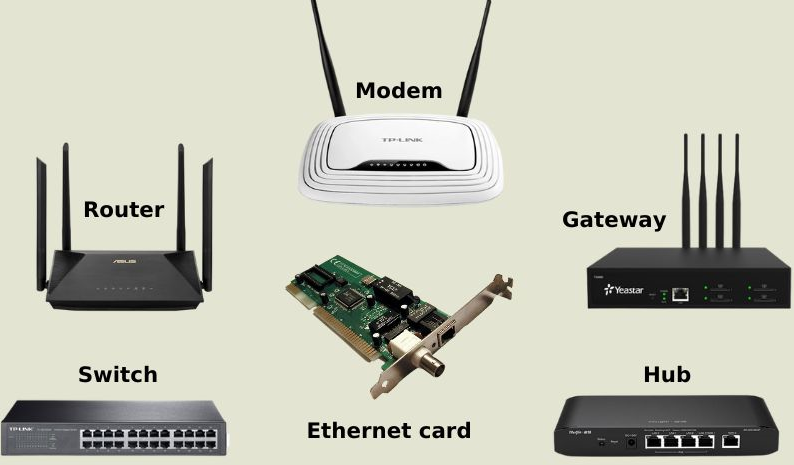 Modem
TP-LINK
Router
ASUS
Gateway
Yeastar
Switch
TP-LINK
Hub
Ethernet card